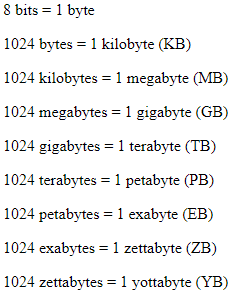 8 bits = 1 byte
1024 bytes = 1 kilobyte (KB)
1024 kilobytes = 1 megabyte (MB)
1024 megabytes = 1 gigabyte (GB)
1024 gigabytes = 1 terabyte (TB)
1024 terabytes = 1 petabyte (PB)
1024 petabytes = 1 exabyte (EB)
1024 exabytes = 1 zettabyte (ZB)
1024 zettabytes = 1 yottabyte (YB)